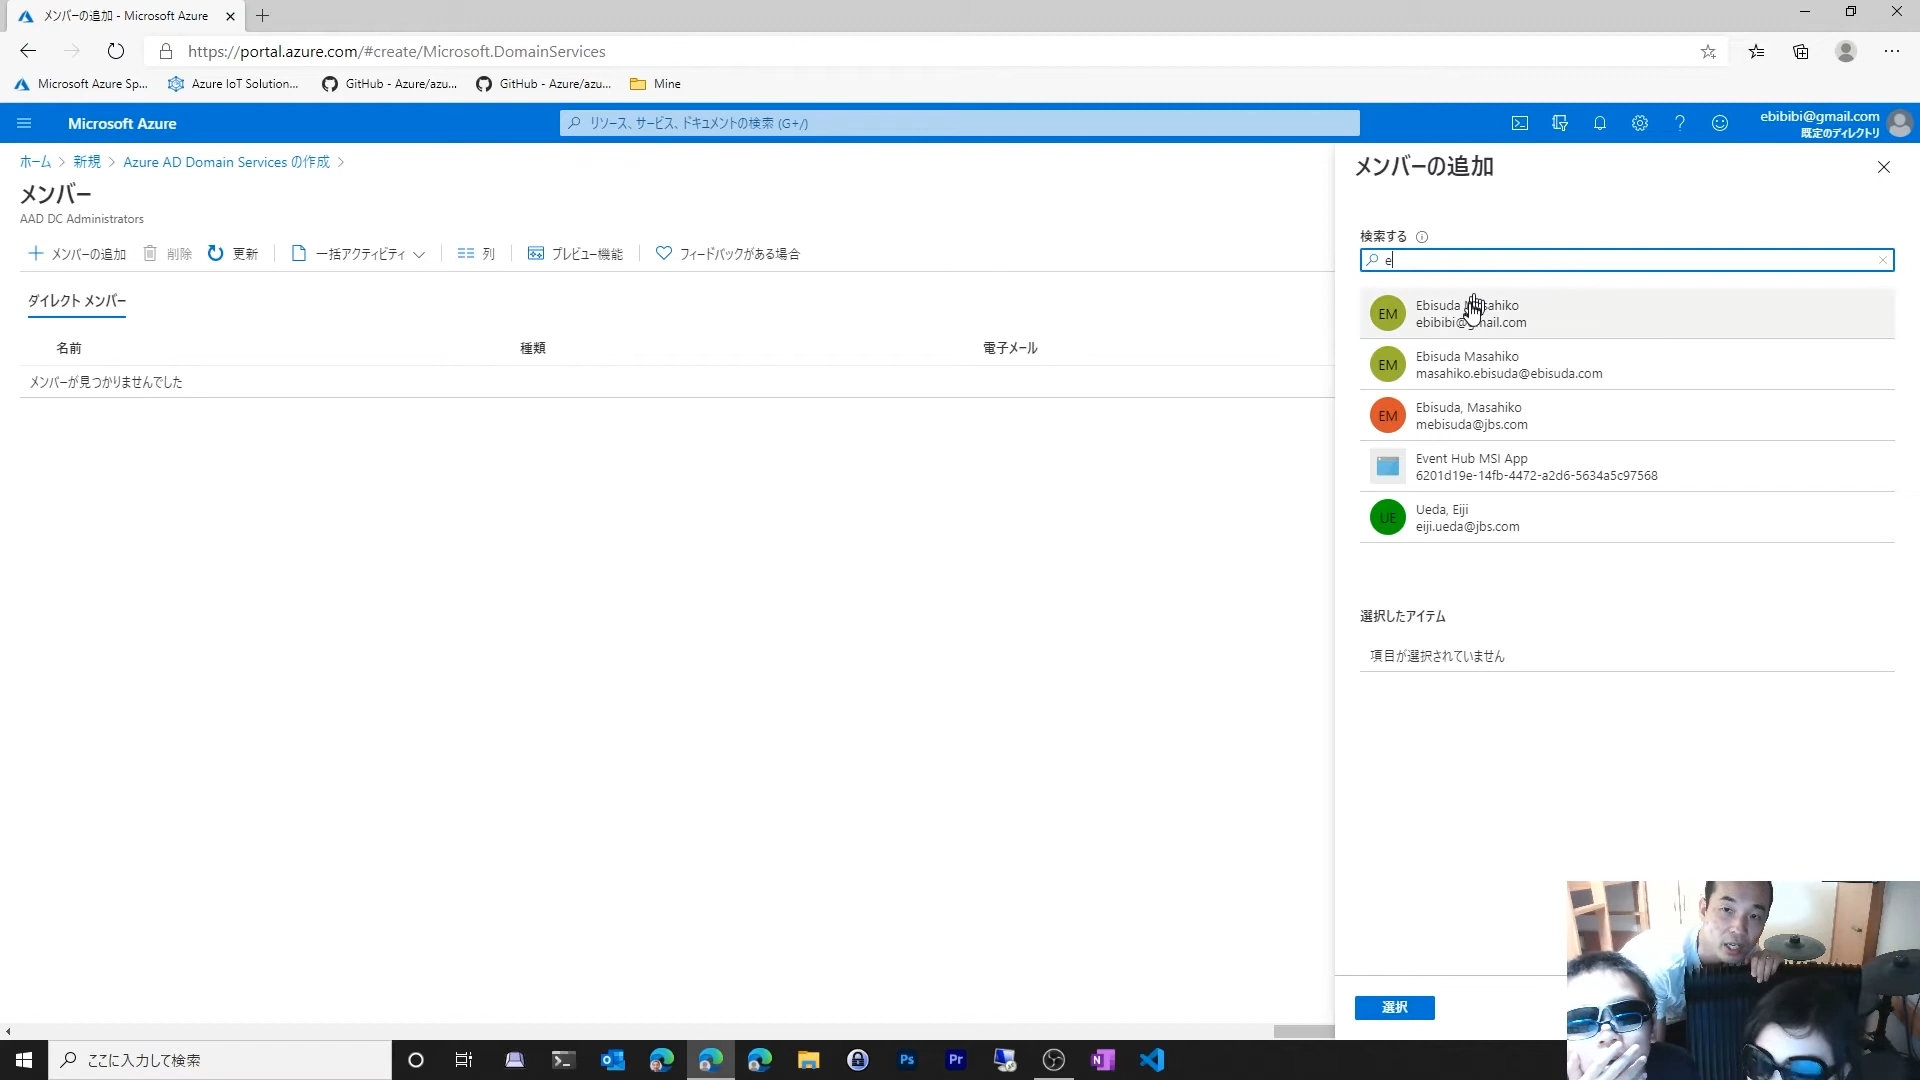 メンバーの追加 - Microsoft Azure
https://portal.azure.com/#create/Microsoft.DomainServices
Microsoft Azure Sp...
Azure IoT Solution...
GitHub - Azure/azu...
GitHub - Azure/azu...
Mine
Microsoft Azure
リソース、サービス、ドキュメントの検索 (G+/)
ebibibi@gmail.com
既定のディレクトリ
ホーム > 新規 > Azure AD Domain Services の作成 >
メンバー
AAD DC Administrators
メンバーの追加
削除
更新
一括アクティビティ
列
プレビュー機能
フィードバックがある場合
ダイレクト メンバー
名前
種類
電子メール
メンバーが見つかりませんでした
メンバーの追加
検索する
e
EM
Ebisuda Masahiko
ebibibi@gmail.com
EM
Ebisuda Masahiko
masahiko.ebisuda@ebisuda.com
EM
Ebisuda, Masahiko
mebisuda@jbs.com
Event Hub MSI App
6201d19e-14fb-4472-a2d6-5634a5c97568
UE
Ueda, Eiji
eiji.ueda@jbs.com
選択したアイテム
項目が選択されていません
選択
ここに入力して検索
Ps
Pr
N